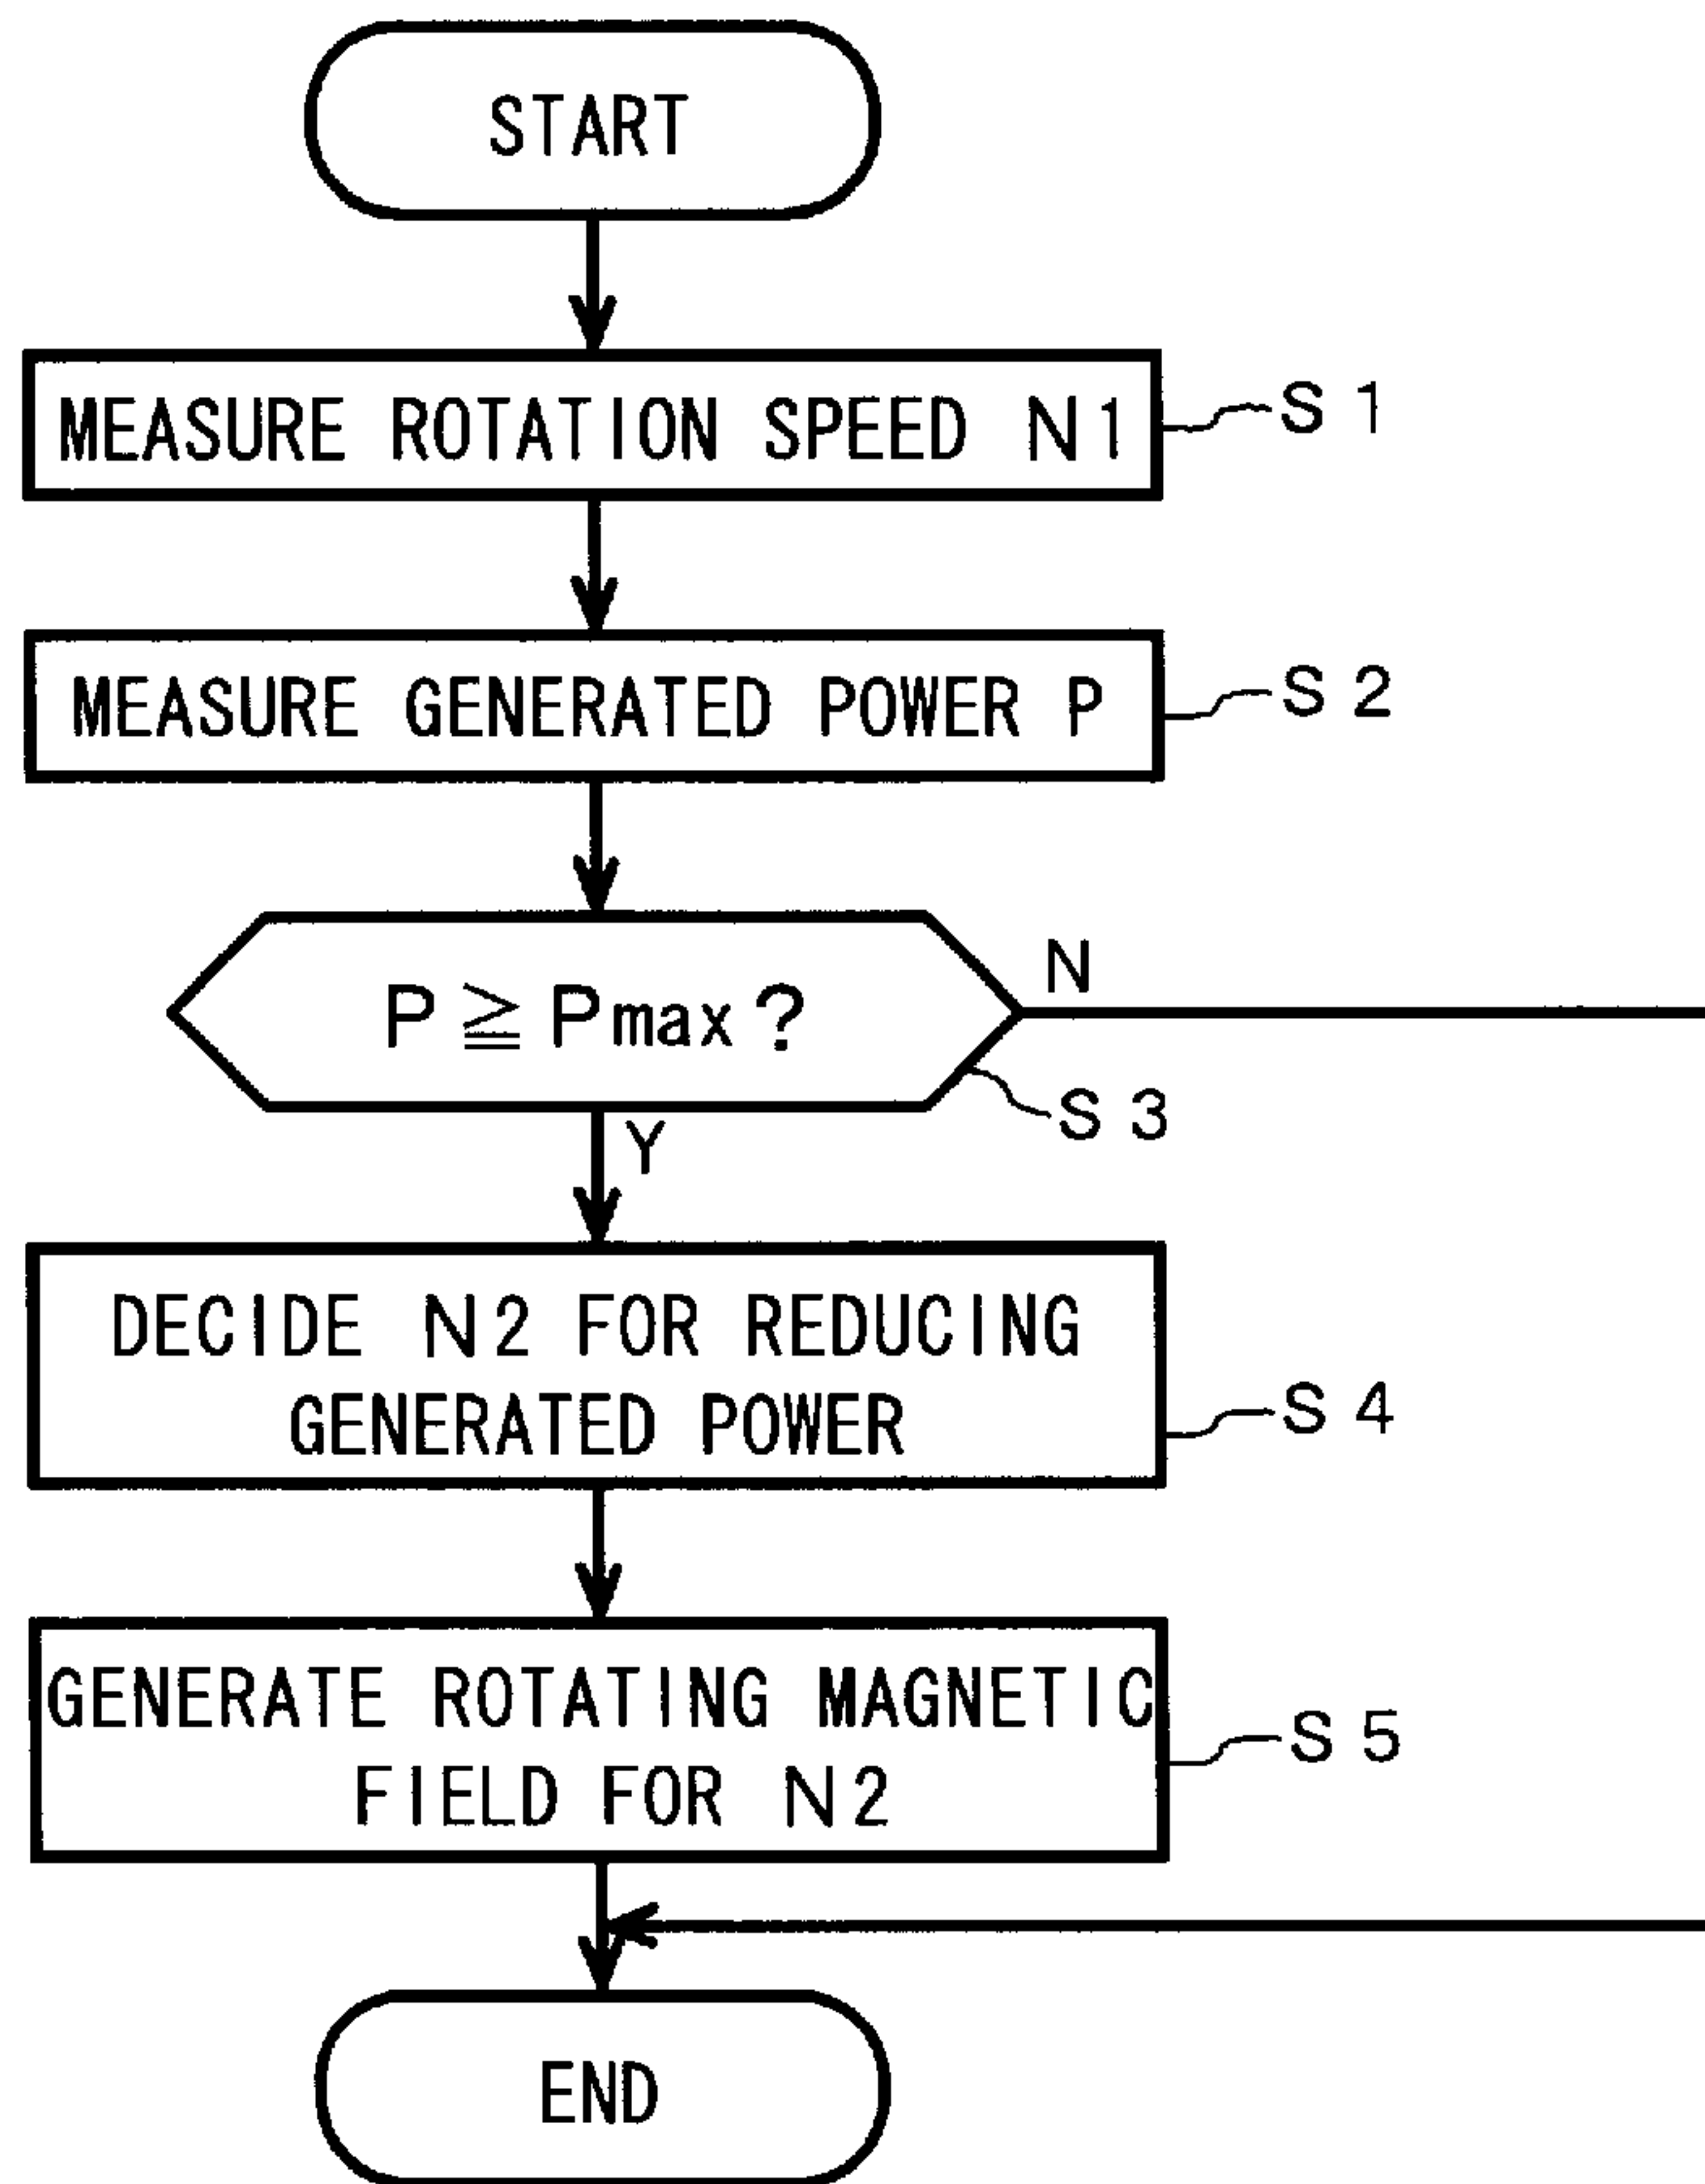 START
MEASURE ROTATION SPEED N1
S1
MEASURE GENERATED POWER P
S2
P ≧ Pmax?
N
S3
Y
DECIDE N2 FOR REDUCING
GENERATED POWER
S4
GENERATE ROTATING MAGNETIC
FIELD FOR N2
S5
END